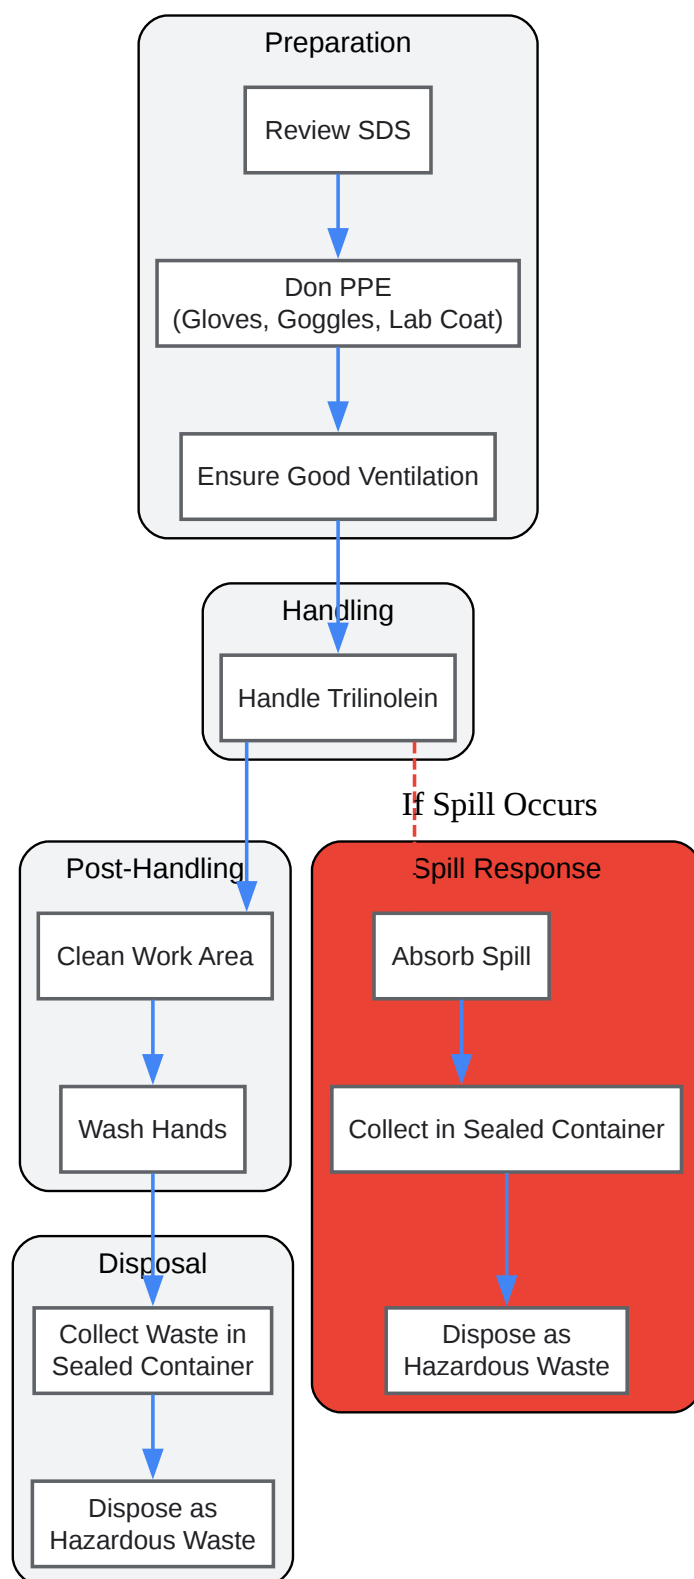 Preparation
Review SDS
Don PPE
(Gloves, Goggles, Lab Coat)
Ensure Good Ventilation
Handling
Handle Trilinolein
If Spill Occurs
Post-Handling
Clean Work Area
Wash Hands
Spill Response
Absorb Spill
Collect in Sealed Container
Dispose as
Hazardous Waste
Disposal
Collect Waste in
Sealed Container
Dispose as
Hazardous Waste